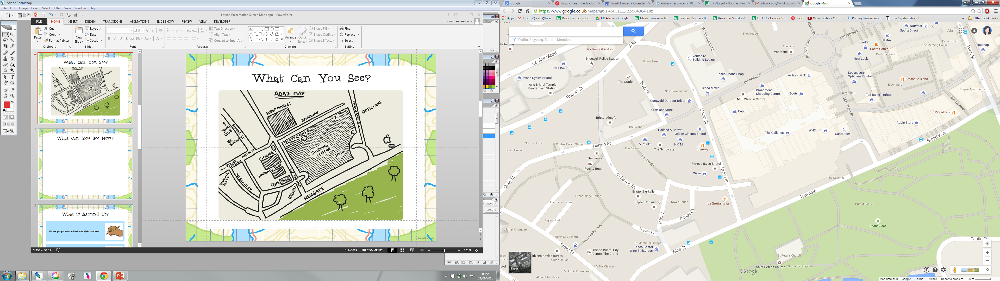 Adobe Photoshop
File Edit Image Layer Select Filter View Window Help
Lesson Presentation Sketch Maps.pptx - PowerPoint
FILE HOME INSERT DESIGN TRANSITIONS ANIMATIONS SLIDE SHOW REVIEW VIEW DEVELOPER
Jonathan Seaton
Paste
Cut
Copy
Format Painter
Clipboard
New Slide
Layout
Reset
Section
Slides
13.5
Font
Text Direction
Align Text
Convert to SmartArt
Paragraph
Arrange
Quick Styles
Shape Fill
Shape Outline
Shape Effects
Drawing
Find
Replace
Select
Editing
4
What Can You See?
5
What Can You See Now?
6
What is Around Us?
We are going to draw a sketch map of the local area.
What Can You See?
ADA'S MAP
SUPERMARKET
BROADWAY
MERCHANT ST.
OPTICIANS
YOUTH CLUB
SILVER ST.
THE STATION
BIKE RACK
NHS
£
£
SHOPPING CENTRE
SMITHS
NELSON ST.
POLICE STATION
CINEMA
SANDWICH SHOP
GYM
BOWLING ALLEY
ALL SAINTS ST.
UNION ST.
ITALIAN
NEWGATE
twinkl.co.uk
SLIDE 4 OF 11
NOTES
COMMENTS
101%
100%
100%
08:55
24/06/2015
Google
Toggl - Free Time Trackin
Twinkl Limited - Calendar
Primary Resources - FREE
UK Abigail - Google Shee
Inbox - abi@twinkl.co.uk
Google Maps
Abi
https://www.google.co.uk/maps/@51.4565111,-2.5904384,18z
Apps
Inbox (8) - abi@twin...
Resource Log - Goo...
UK Abigail - Google...
Master Resource Lo...
Teacher Resource R...
Resource Mistakes/...
Uh Oh! - Google Sh...
Toggl
Video Editor - YouT...
Primary Resources -...
Title Capitalization T...
Other bookmarks
Traffic, Bicycling, Terrain, Directions
Abi
Lewins Mead
Bay Horse (Bristol)
Bridewell Police Station
PMT Bristol
Evans Cycles Bristol
Avis Bristol Temple Meads Train Station
Rupert St
A38
Union Street
Whippington Ct
Yorkshire Building Society
The Arcade
The Link
Vodafone
Broadmead
NatWest
SportsDirect
O2
Halifax
Clarks
Costa Coffee
New Look
Quakers Friars
Penn Street
The Meeting House
Topshop
Penn St
The Station
Silver St
Tesco Phone Shop
Tesco Metro
New Broadmead
Cotswold Outdoor Bristol
Craft and More
Broadmead
Broadmead Shopping Centre
NHS Walk-in Centre
Barclays Bank
Boots
Specsavers Opticians Bristol
Brasserie Blanc
Blackfriars
New Room
Ted Baker - Bristol
Eclipse Apartments
Narrow Weir
Piccolinos
Merchant St
Gap
The Galleries
WHSmith
Santander
Apple Store
Broad Weir
Bristol Airsoft
The Island
Union St
Holland & Barrett
Odeon Cinema Bristol
5 Pointz
H & M
The Syndicate
Subway
Nelson House
Drake House
Central Police Station
Nelson St
The Crown
The Lanes
Rock & Bowl
Fairfax St
Fitness4Less Bristol
Wilko
Union St
The Galleries
Quay St
All Saints' St
Bristol Bierkeller
Hyder Consulting
Fitzhardinge House
The Bank Tavern
Tower House
La Grotta Italian
Newgate
Bristol Castle
Pithay
Pithay Ct
Taylors Hall
Guildhall Chambers
Horts City Tavern
Newmarket Ave
Tower Ln
Prudential Buildings
Tesco Bristol Wine St Express
Wine St
Castle Park
Castle St
Broad St
Thistle Bristol City Centre, The Grand
Citizens Advice Bureau
Albion House
K's Dry Cleaners
Guildhall Chambers
Albion Chambers
St Peter's Church
Saint Peter's Church
St Peter's Hospital
Earth
Google
Map data ©2015 Google Terms Privacy Report a problem 20 m